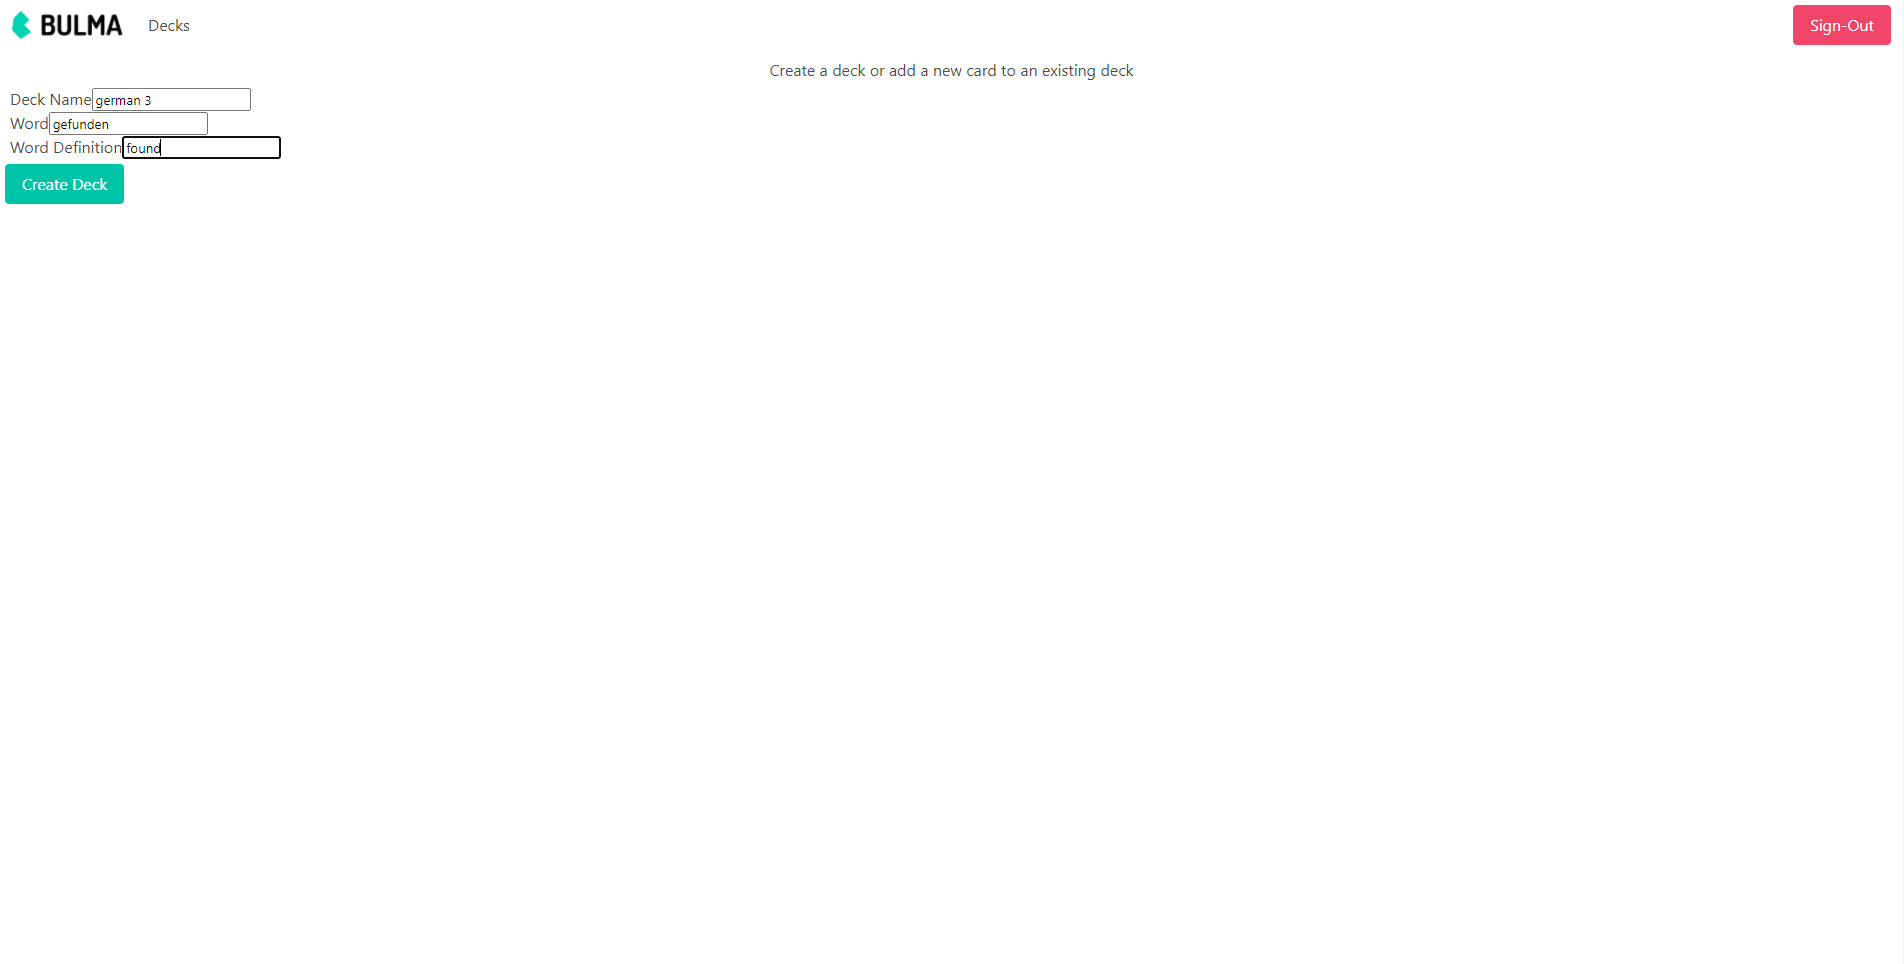 BULMA Decks Sign-Out
Create a deck or add a new card to an existing deck
Deck Name german 3
Word gefunden
Word Definition found
Create Deck